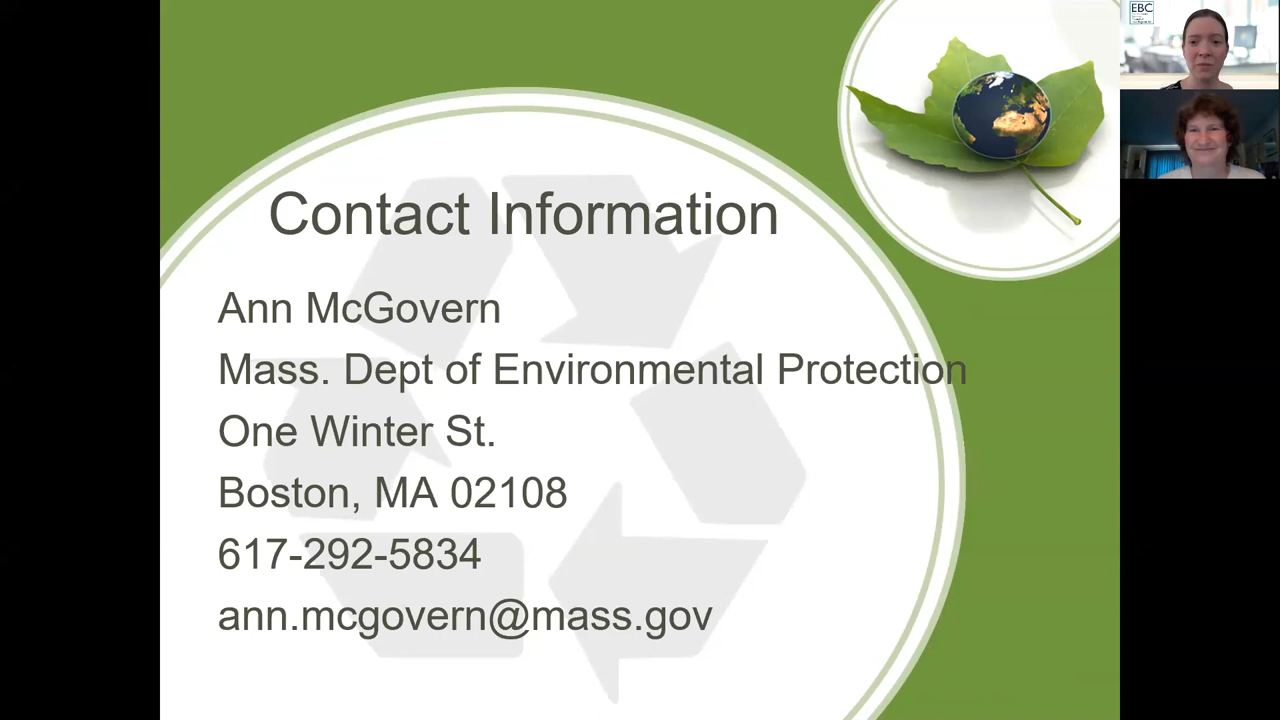 EBC
Contact Information
Ann McGovern
Mass. Dept of Environmental Protection
One Winter St.
Boston, MA 02108
617-292-5834
ann.mcgovern@mass.gov